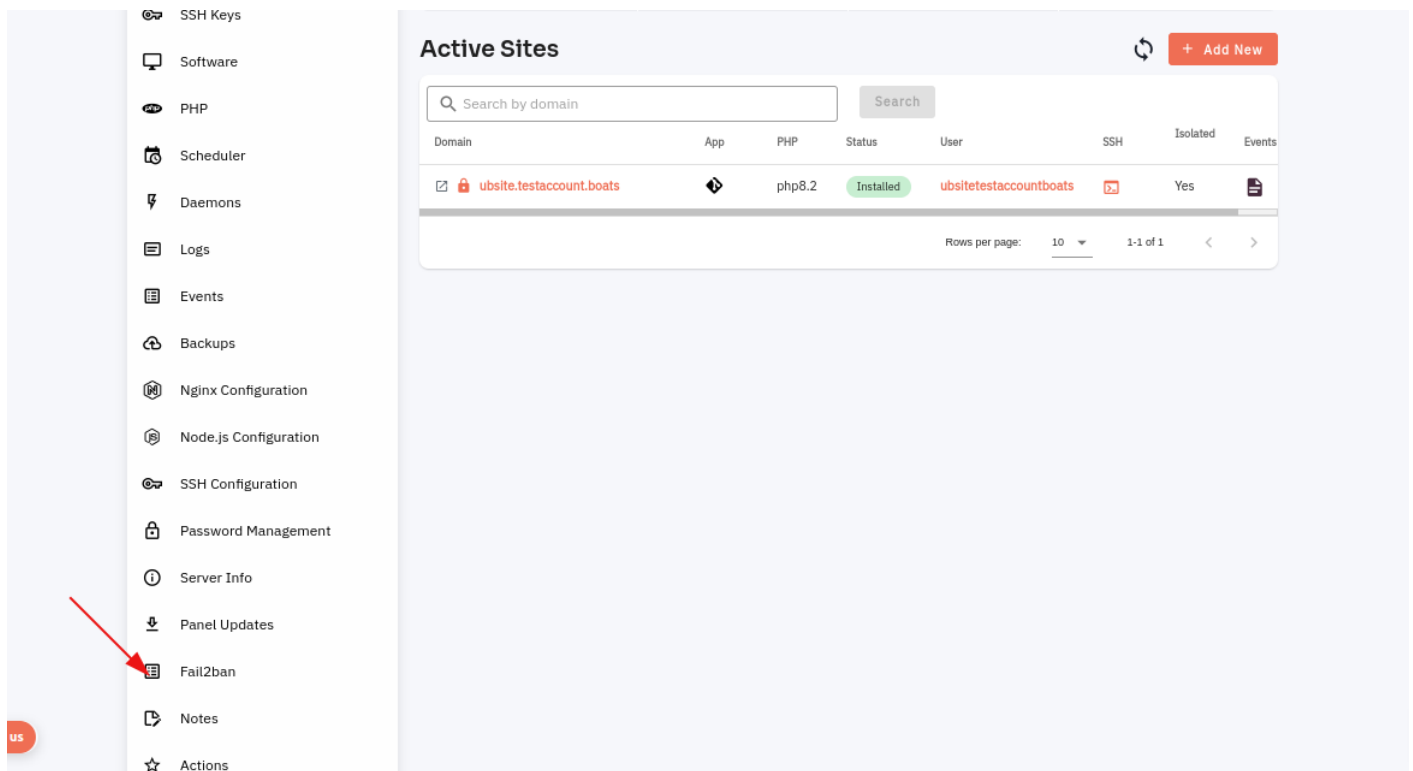 SSH Keys
Software
PHP
Scheduler
Daemons
Logs
Events
Backups
Nginx Configuration
Node.js Configuration
SSH Configuration
Password Management
Server Info
Panel Updates
Fail2ban
Notes
Actions
us
Active Sites
+ Add New
Search by domain
Search
Domain App PHP Status User SSH Isolated Events
ubsite.testaccount.boats php8.2 Installed ubsitetestaccountboats Yes
Rows per page: 10 1-1 of 1